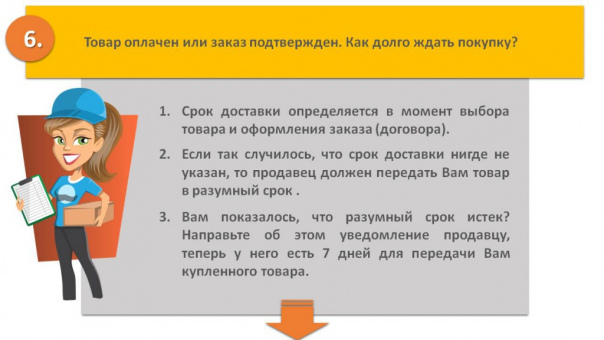 6.
Товар оплачен или заказ подтвержден. Как долго ждать покупку?
1. Срок доставки определяется в момент выбора
товара и оформления заказа (договора).
2. Если так случилось, что срок доставки нигде не
указан, то продавец должен передать Вам товар
в разумный срок .
3. Вам показалось, что разумный срок истек?
Направьте об этом уведомление продавцу,
теперь у него есть 7 дней для передачи Вам
купленного товара.